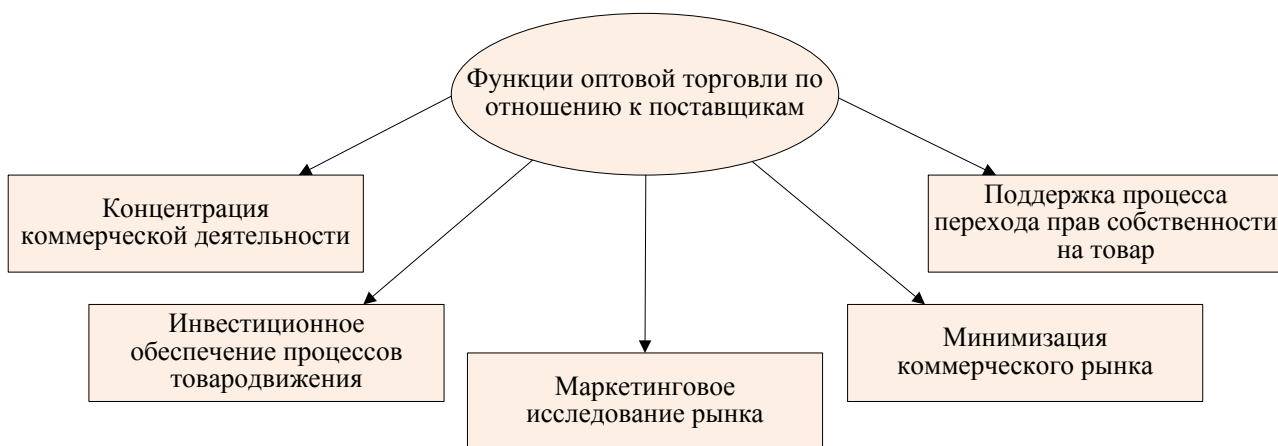 Функции оптовой торговли по
отношению к поставщикам
Концентрация
коммерческой деятельности
Поддержка процесса
перехода прав собственности
на товар
Инвестиционное
обеспечение процессов
товародвижения
Маркетинговое
исследование рынка
Минимизация
коммерческого рынка